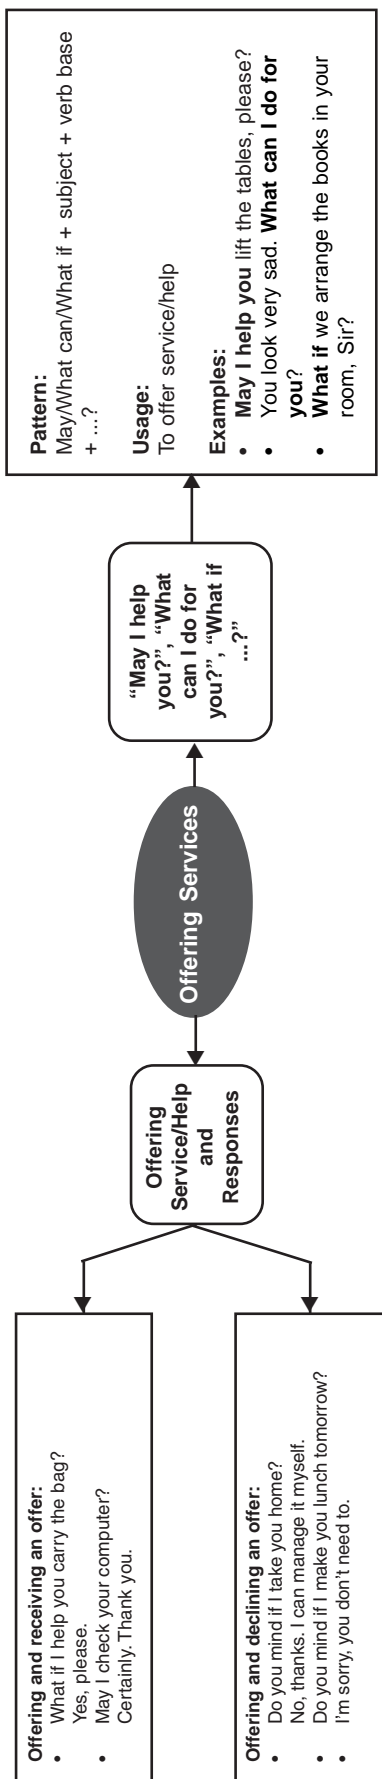 Offering and receiving an offer:
• What if I help you carry the bag?
Yes, please.
• May I check your computer?
Certainly. Thank you.
Offering and declining an offer:
• Do you mind if I take you home?
No, thanks. I can manage it myself.
• Do you mind if I make you lunch tomorrow?
• I'm sorry, you don't need to.
Offering
Service/Help
and
Responses
Offering Services
“May I help
you?”, “What
can I do for
you?”, “What if
...?”
Pattern:
May/What can/What if + subject + verb base
+ ...?
Usage:
To offer service/help
Examples:
• May I help you lift the tables, please?
• You look very sad. What can I do for
you?
• What if we arrange the books in your
room, Sir?